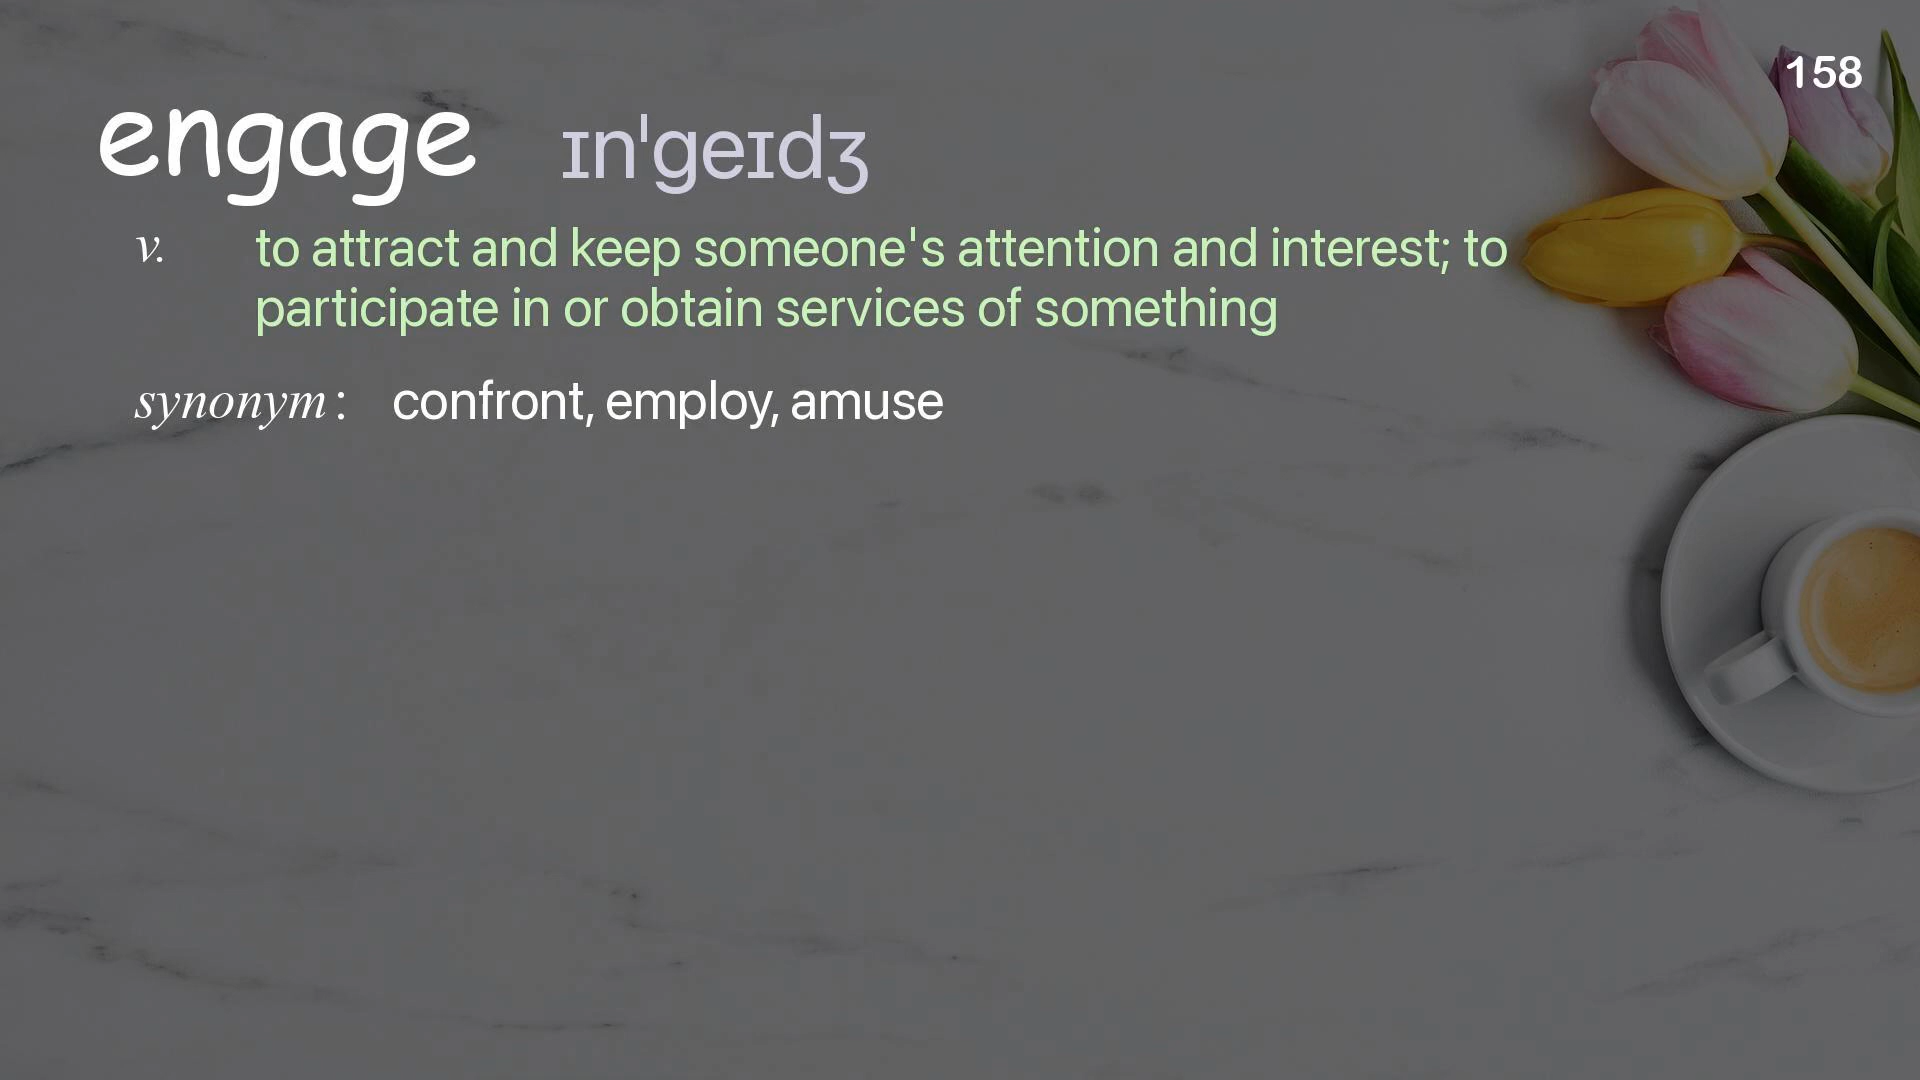 158
engage ɪnˈgeɪdʒ
v. to attract and keep someone's attention and interest; to
participate in or obtain services of something
synonym : confront, employ, amuse